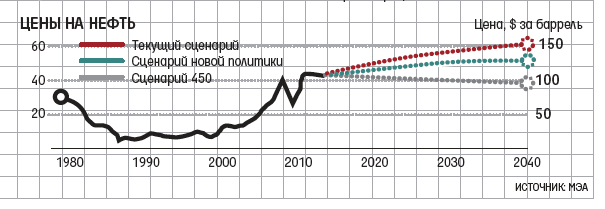 ЦЕНЫ НА НЕФТЬ
Цена, $ за баррель
60
Текущий сценарий
150
Сценарий новой политики
40
Сценарий 450
100
20
50
1980 1990 2000 2010 2020 2030 2040
ИСТОЧНИК: МЭА